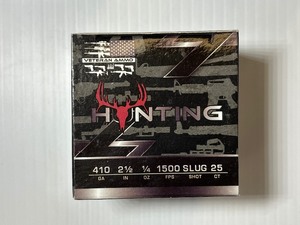 VETERAN AMMO
HUNTING
410 2½ ¼ 1500 SLUG 25
GA IN OZ FPS SHOT CT